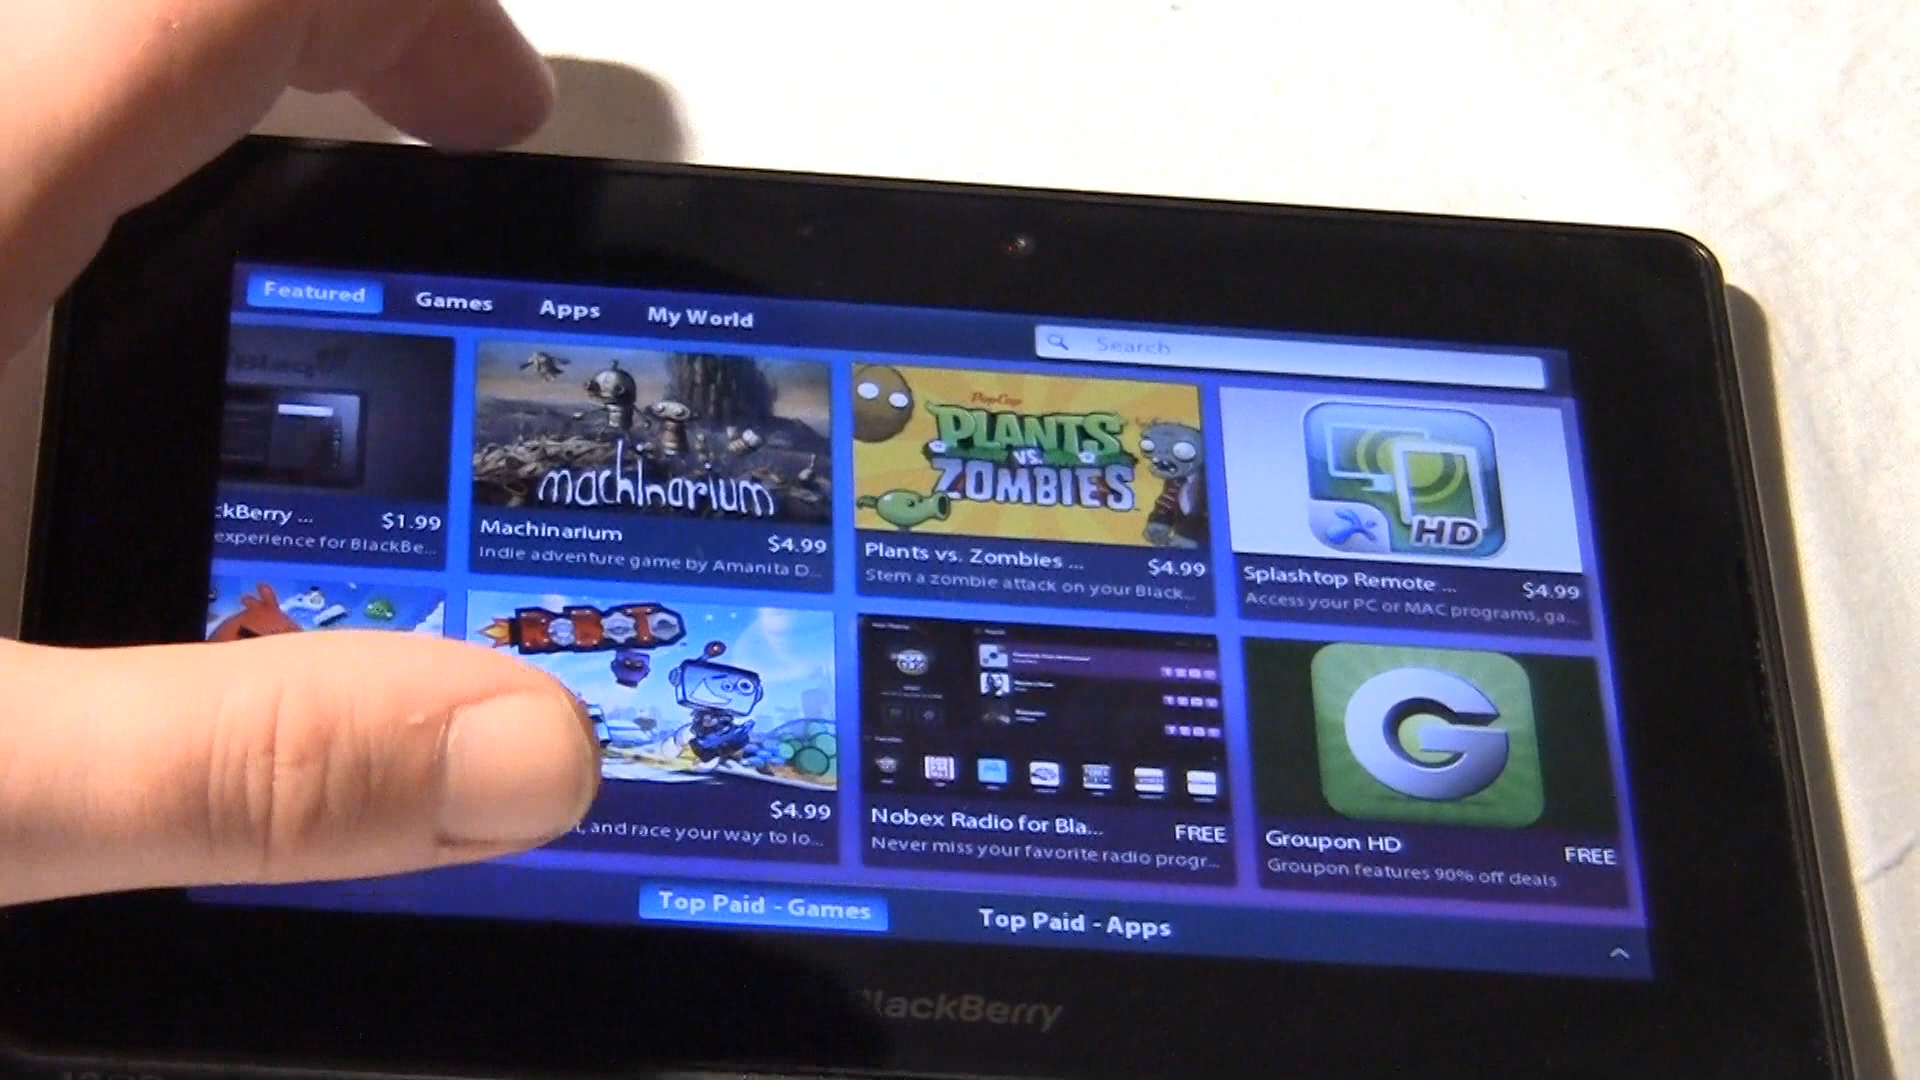 Featured
Games
Apps
My World
Search
ckBerry ...
$1.99
experience for BlackBe...
machinarium
Machinarium
$4.99
Indie adventure game by Amanita D...
PopCap
PLANTS
VS.
ZOMBIES
Plants vs. Zombies ...
$4.99
Stem a zombie attack on your Black...
HD
Splashtop Remote ...
$4.99
Access your PC or MAC programs, ga...
$4.99
, and race your way to lo...
Nobex Radio for Bla...
FREE
Never miss your favorite radio progr...
G
Groupon HD
FREE
Groupon features 90% off deals
Top Paid - Games
Top Paid - Apps
BlackBerry